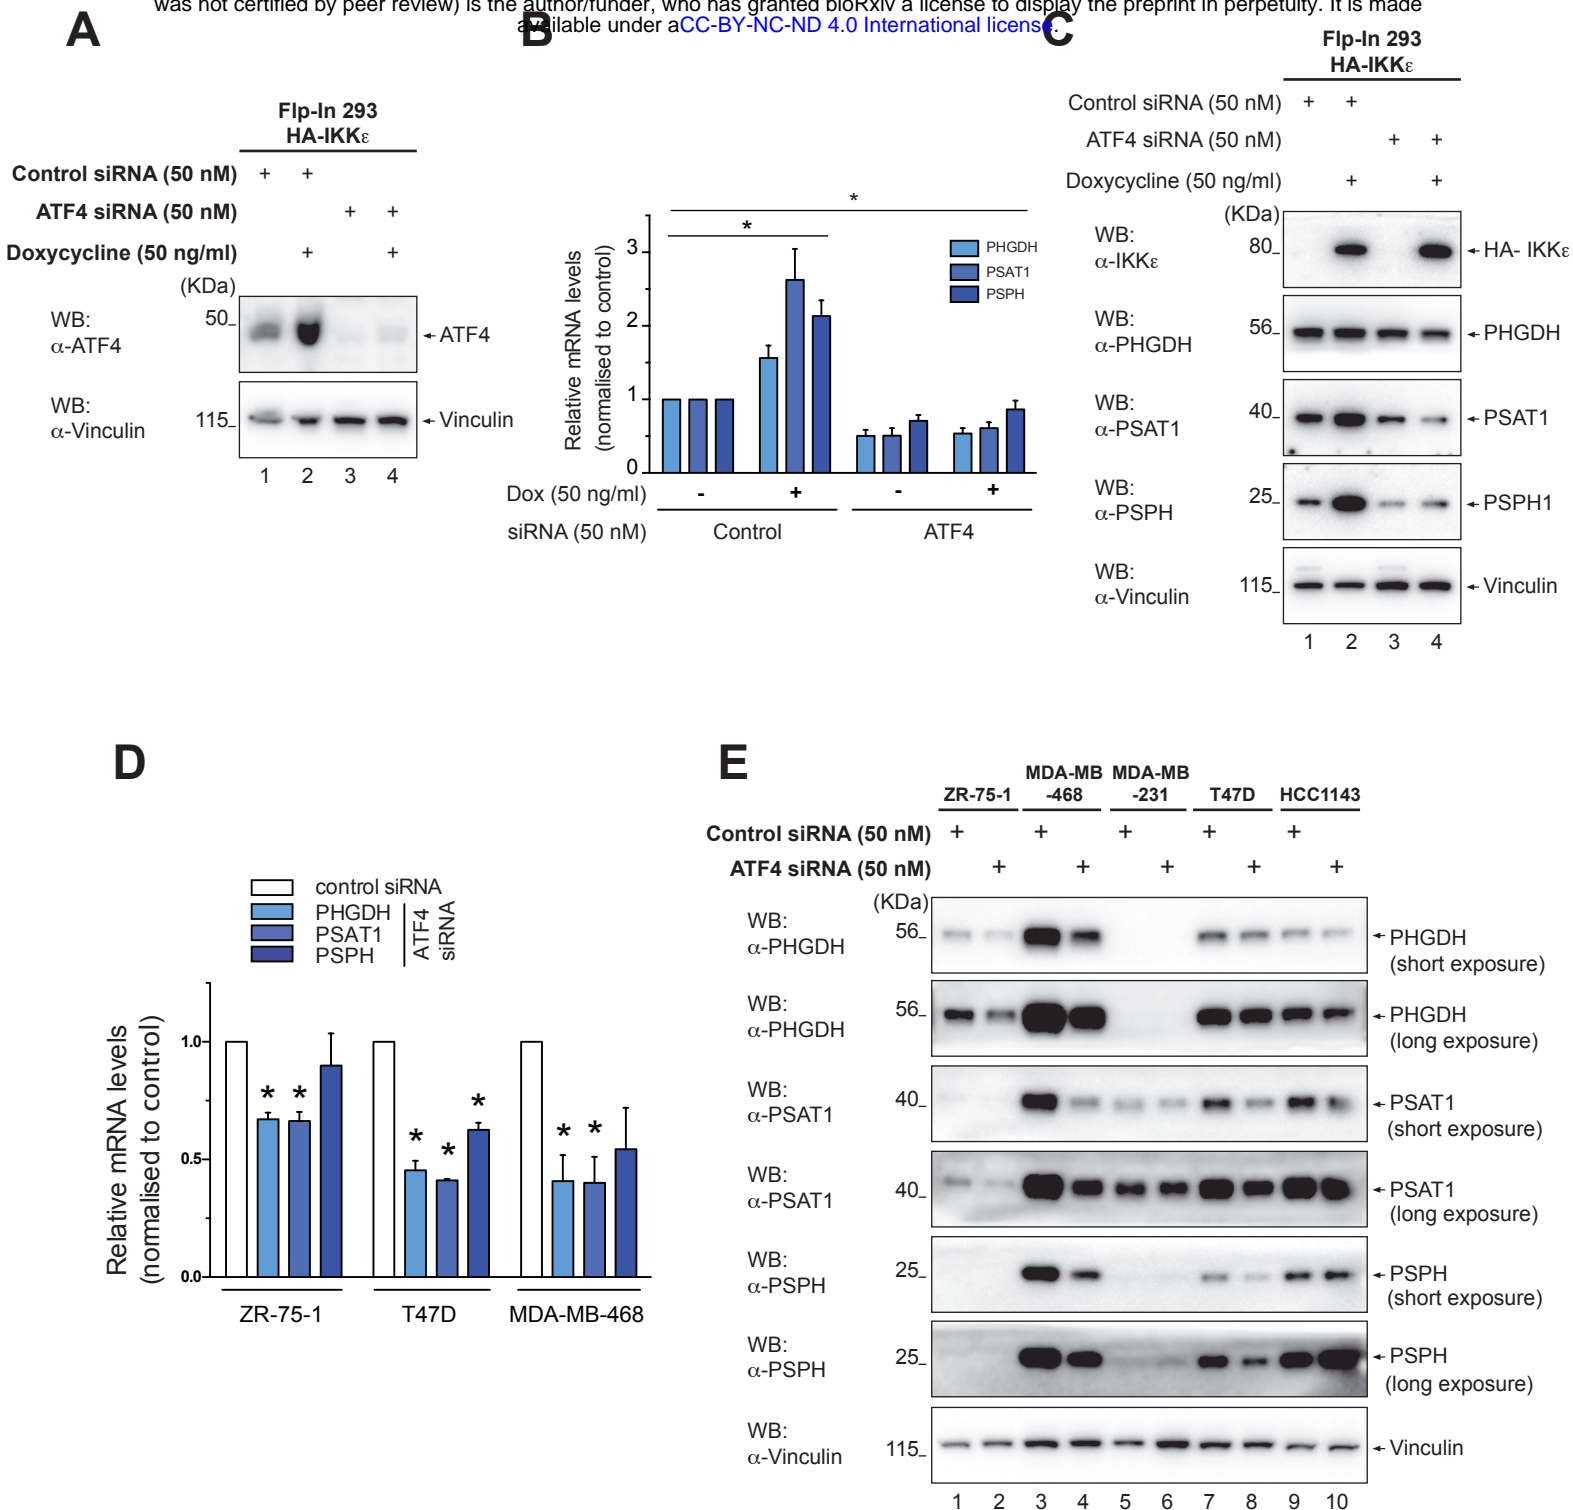 was not certified by peer review) is the author/funder, who has granted bioRxiv a license to display the preprint in perpetuity. It is made
available under aCC-BY-NC-ND 4.0 International license.
A
Flp-In 293
HA-IKKε
Control siRNA (50 nM) + +
ATF4 siRNA (50 nM) + +
Doxycycline (50 ng/ml) + +
(KDa)
WB:
α-ATF4
50
ATF4
WB:
α-Vinculin
115
Vinculin
1 2 3 4
B
*
*
Relative mRNA levels
(normalised to control)
3
2
1
0
PHGDH
PSAT1
PSPH
Dox (50 ng/ml) - + - +
siRNA (50 nM) Control ATF4
C
Flp-In 293
HA-IKKε
Control siRNA (50 nM) + +
ATF4 siRNA (50 nM) + +
Doxycycline (50 ng/ml) + +
(KDa)
WB:
α-IKKε
80
HA- IKKε
WB:
α-PHGDH
56
PHGDH
WB:
α-PSAT1
40
PSAT1
WB:
α-PSPH
25
PSPH1
WB:
α-Vinculin
115
Vinculin
1 2 3 4
D
control siRNA
PHGDH
PSAT1
PSPH
ATF4
siRNA
Relative mRNA levels
(normalised to control)
1.0
0.5
0.0
* *
* * *
* *
ZR-75-1 T47D MDA-MB-468
E
ZR-75-1 MDA-MB
-468 MDA-MB
-231 T47D HCC1143
Control siRNA (50 nM) + + + + +
ATF4 siRNA (50 nM) + + + + +
(KDa)
WB:
α-PHGDH
56
PHGDH
(short exposure)
WB:
α-PHGDH
56
PHGDH
(long exposure)
WB:
α-PSAT1
40
PSAT1
(short exposure)
WB:
α-PSAT1
40
PSAT1
(long exposure)
WB:
α-PSPH
25
PSPH
(short exposure)
WB:
α-PSPH
25
PSPH
(long exposure)
WB:
α-Vinculin
115
Vinculin
1 2 3 4 5 6 7 8 9 10